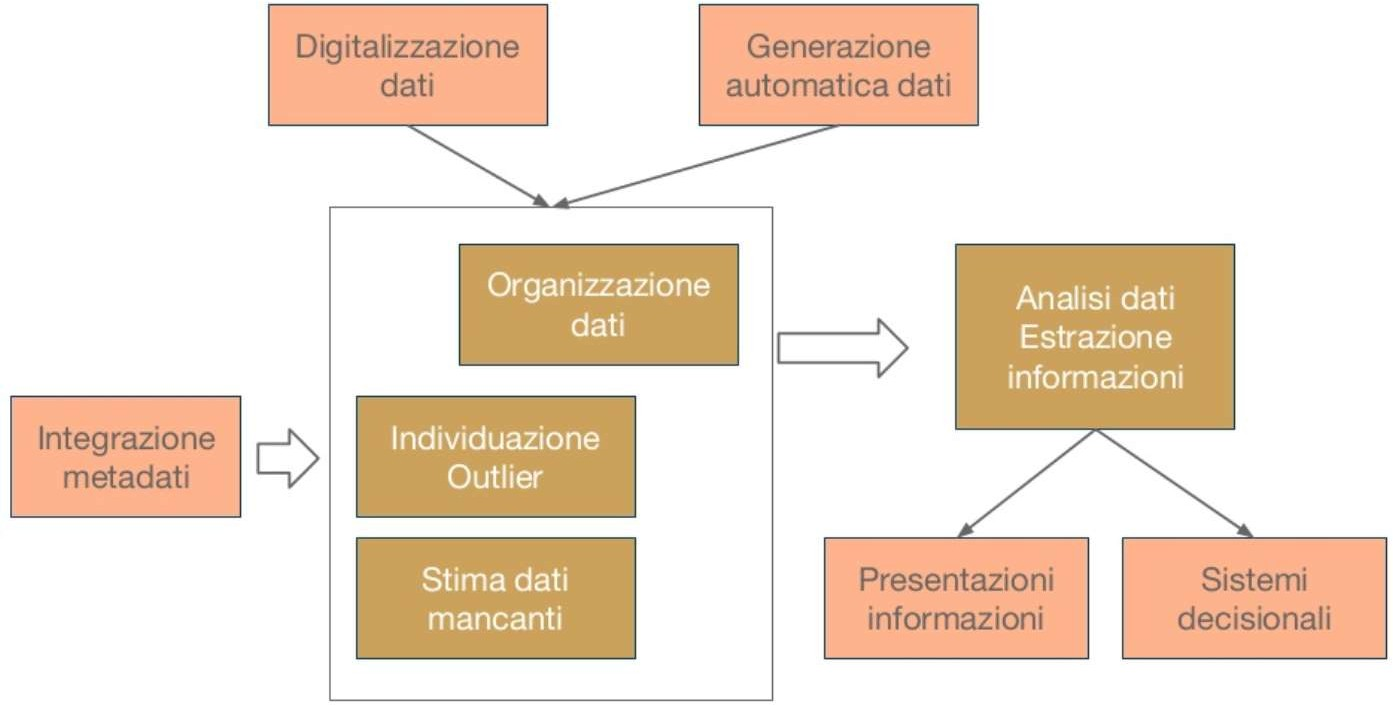 Digitalizzazione
dati
Generazione
automatica dati
Organizzazione
dati
Analisi dati
Estrazione
informazioni
Integrazione
metadati
Individuazione
Outlier
Stima dati
mancanti
Presentazioni
informazioni
Sistemi
decisionali